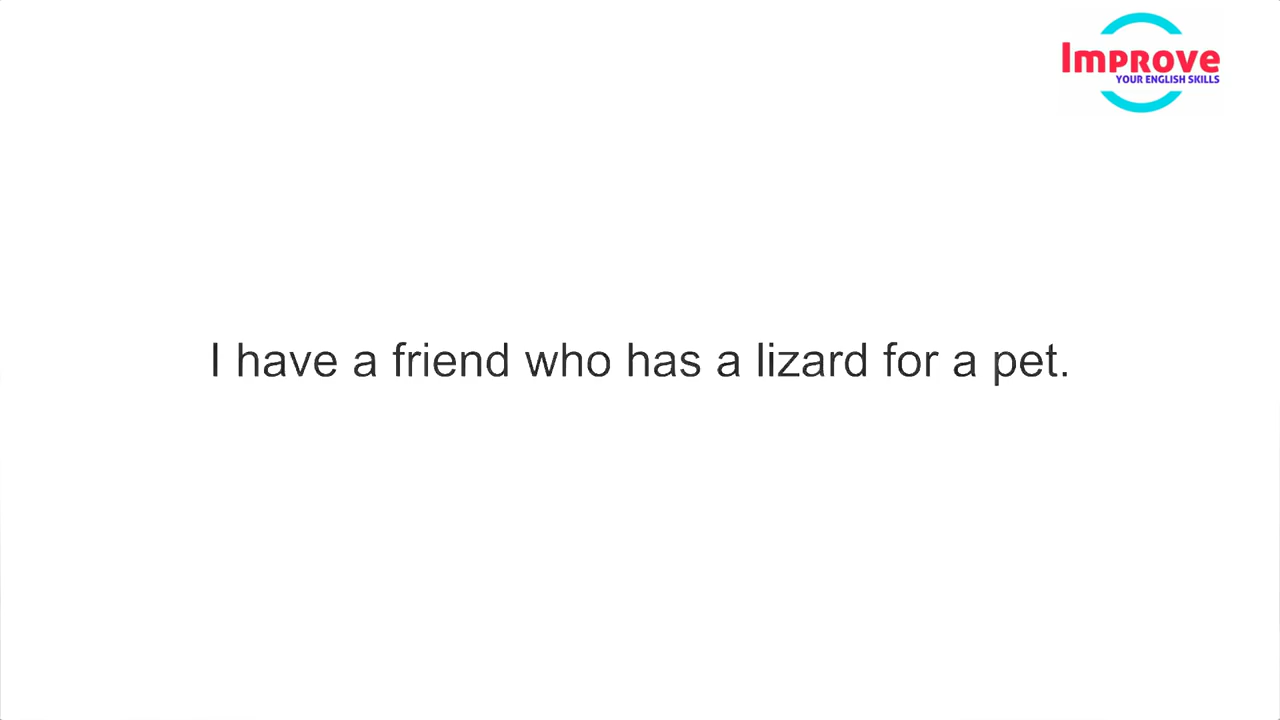 Improve
YOUR ENGLISH SKILLS
I have a friend who has a lizard for a pet.